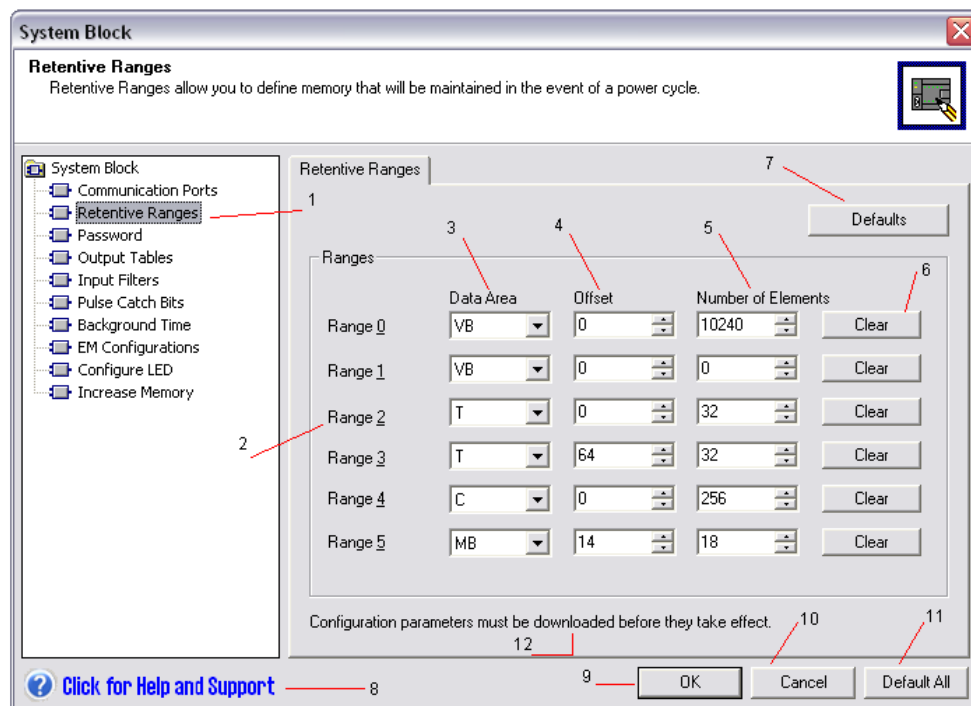 System Block
Retentive Ranges
Retentive Ranges allow you to define memory that will be maintained in the event of a power cycle.
System Block
Communication Ports
Retentive Ranges
Password
Output Tables
Input Filters
Pulse Catch Bits
Background Time
EM Configurations
Configure LED
Increase Memory
1
2
Retentive Ranges
7
Defaults
3 4 5
6
Ranges
Data Area Offset Number of Elements
Range 0 VB 0 10240 Clear
Range 1 VB 0 0 Clear
Range 2 T 0 32 Clear
Range 3 T 64 32 Clear
Range 4 C 0 256 Clear
Range 5 MB 14 18 Clear
Configuration parameters must be downloaded before they take effect.
12
10
11
Click for Help and Support
8
9
OK Cancel Default All